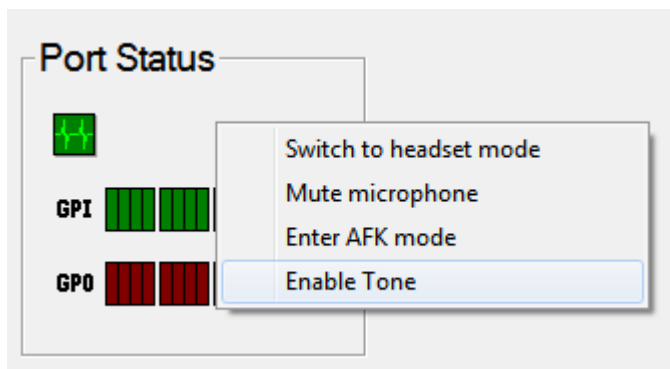 Port Status
Switch to headset mode
Mute microphone
GPI
Enter AFK mode
GPO
Enable Tone